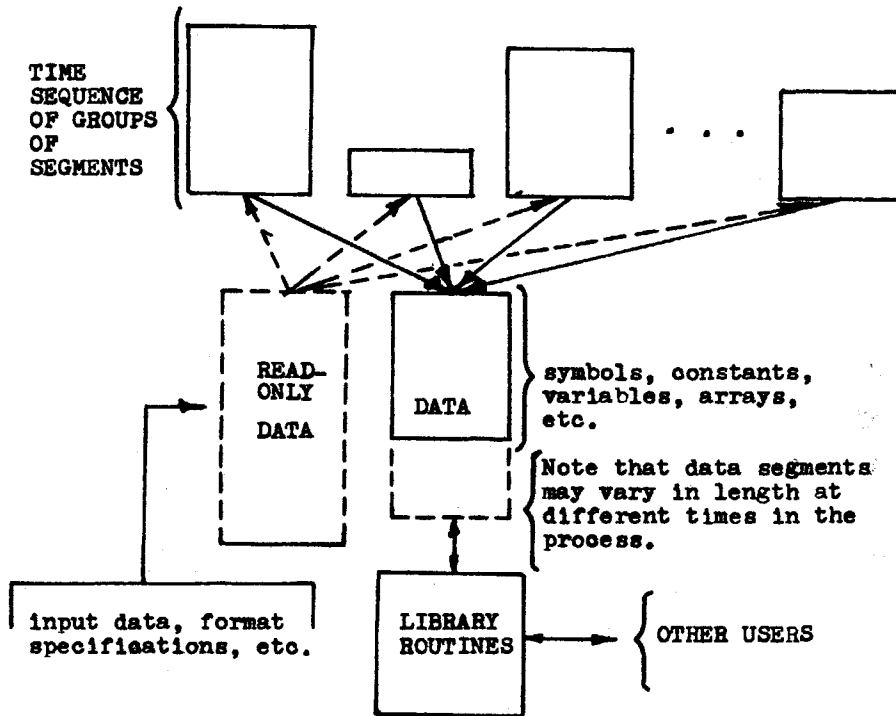 TIME
SEQUENCE
OF GROUPS
OF
SEGMENTS
. . .
READ-
ONLY
DATA
DATA
symbols, constants,
variables, arrays,
etc.
Note that data segments
may vary in length at
different times in the
process.
input data, format
specifications, etc.
LIBRARY
ROUTINES
OTHER USERS